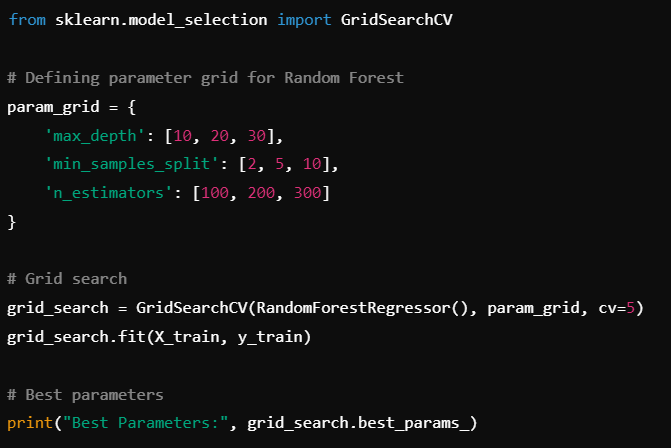 from sklearn.model_selection import GridSearchCV
# Defining parameter grid for Random Forest
param_grid = {
    'max_depth': [10, 20, 30],
    'min_samples_split': [2, 5, 10],
    'n_estimators': [100, 200, 300]
}
# Grid search
grid_search = GridSearchCV(RandomForestRegressor(), param_grid, cv=5)
grid_search.fit(X_train, y_train)
# Best parameters
print("Best Parameters:", grid_search.best_params_)